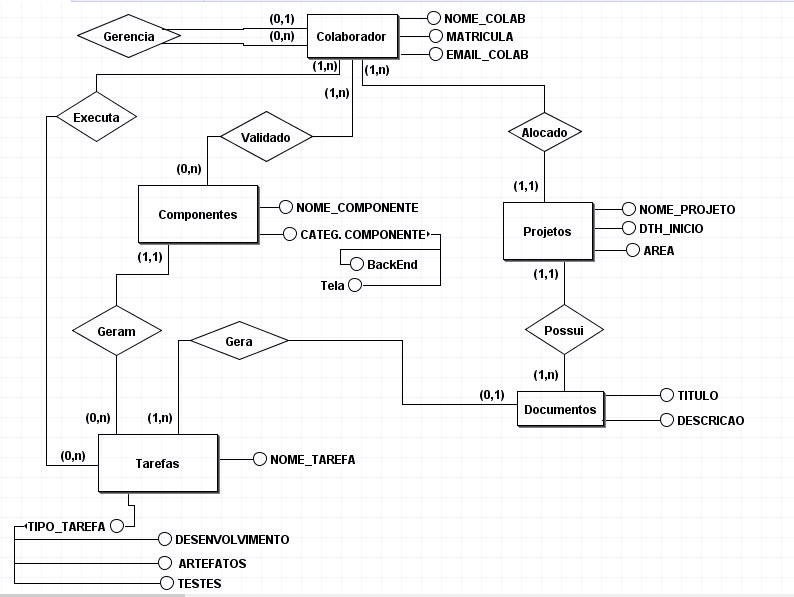 Gerencia
(0,1)
(0,n)
Colaborador
NOME_COLAB
MATRICULA
EMAIL_COLAB
(1,n)
(1,n)
(1,n)
Executa
Validado
Alocado
(0,n)
(1,1)
Componentes
NOME_COMPONENTE
CATEG. COMPONENTE
BackEnd
Tela
Projetos
NOME_PROJETO
DTH_INICIO
AREA
(1,1)
(1,1)
Geram
Gera
Possui
(0,n)
(1,n)
(0,1)
(1,n)
Documentos
TITULO
DESCRICAO
(0,n)
Tarefas
NOME_TAREFA
TIPO_TAREFA
DESENVOLVIMENTO
ARTEFATOS
TESTES